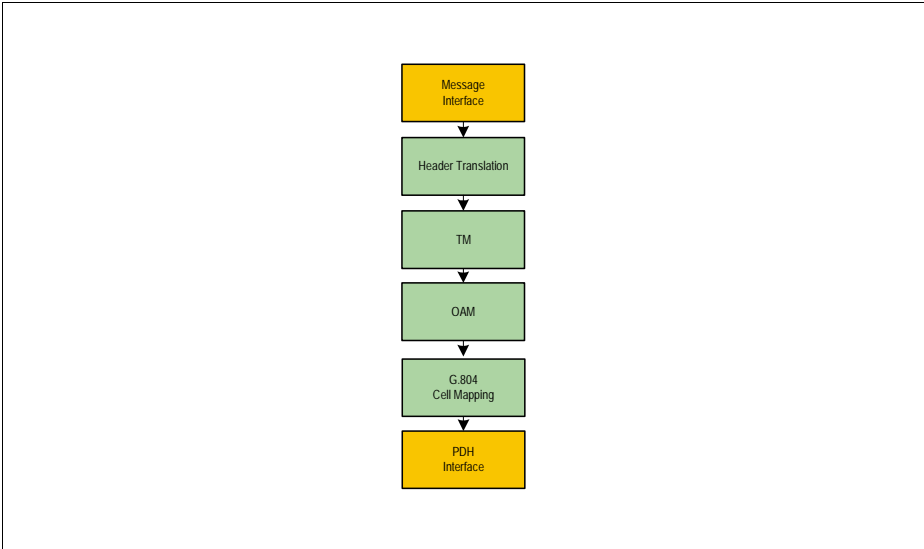 Message
Interface
Header Translation
TM
OAM
G.804
Cell Mapping
PDH
Interface